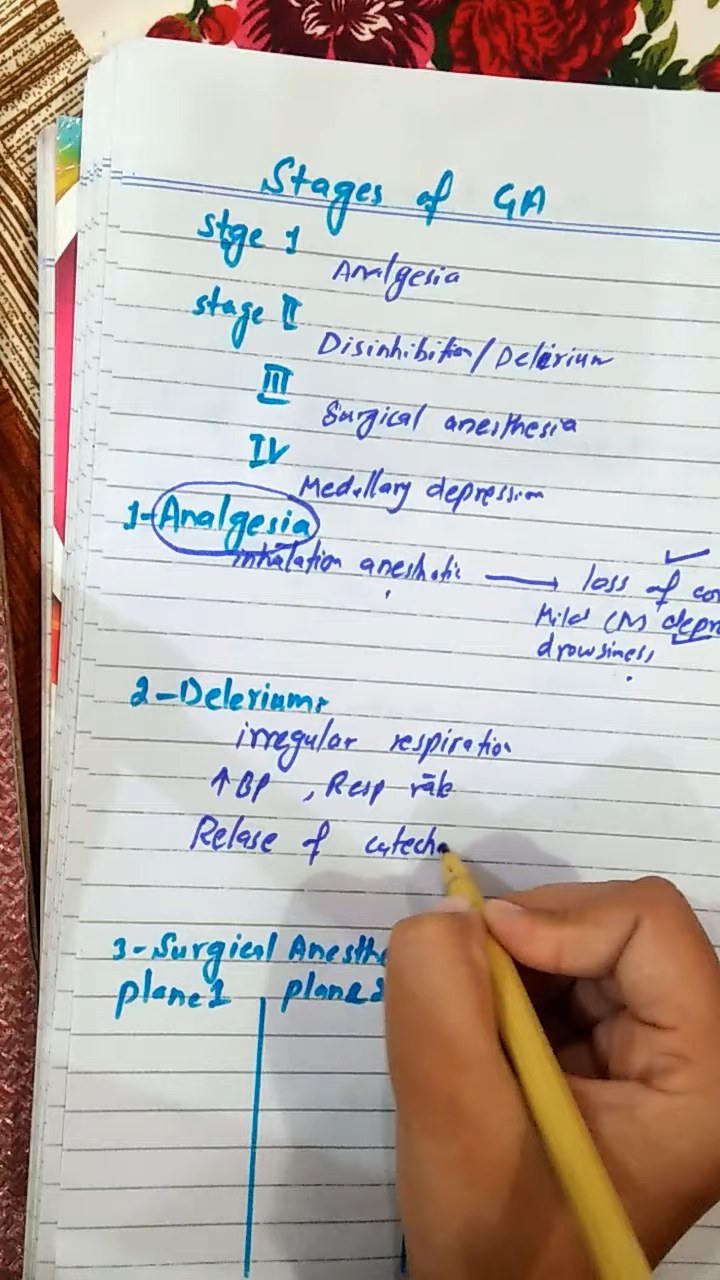 Stages of GA
stge 1
Analgesia
stage II
Disinhibition/Delerium
III
Surgical anesthesia
IV
Medullary depression
1-Analgesia
inhalation anesthetic → loss of
Mild CNS depre
drowsiness
2-Delerium:
irregular respiration
↑BP , Resp rate
Relase of catecho
3-Surgical Anesthe
plane1 plane2